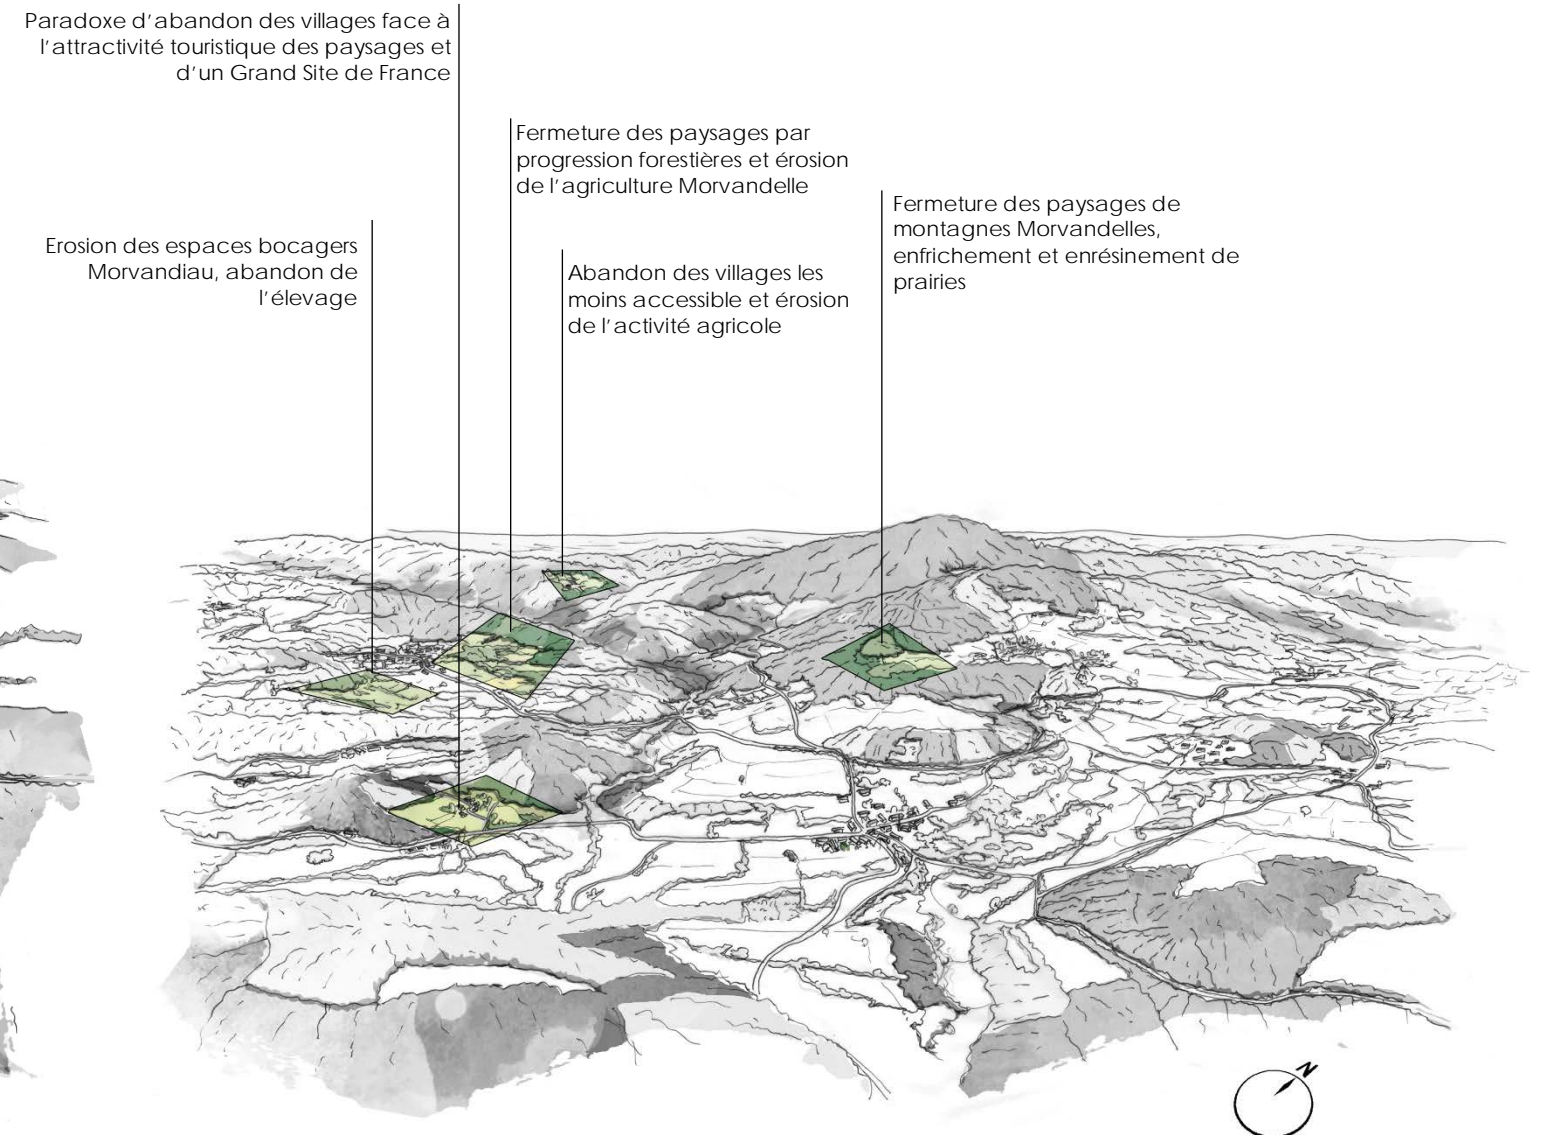 Paradoxe d'abandon des villages face à
l'attractivité touristique des paysages et
d'un Grand Site de France
Fermeture des paysages par
progression forestières et érosion
de l'agriculture Morvandelle
Fermeture des paysages de
montagnes Morvandelles,
enfrichement et enrésinement de
prairies
Erosion des espaces bocagers
Morvandiau, abandon de
l'élevage
Abandon des villages les
moins accessible et érosion
de l'activité agricole
N